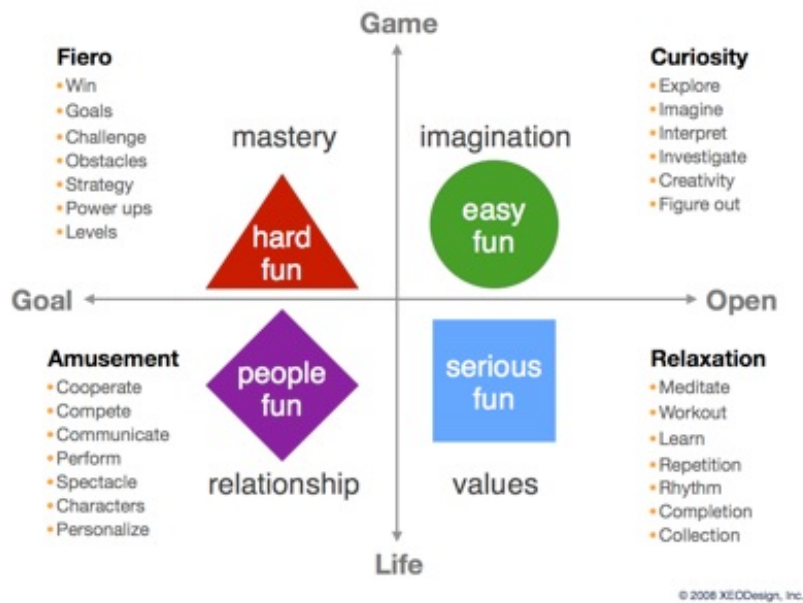 Game
Fiero
Win
Goals
Challenge
Obstacles
Strategy
Power ups
Levels
mastery
hard
fun
imagination
easy
fun
Curiosity
Explore
Imagine
Interpret
Investigate
Creativity
Figure out
Goal
Open
Amusement
Cooperate
Compete
Communicate
Perform
Spectacle
Characters
Personalize
people
fun
relationship
serious
fun
values
Relaxation
Meditate
Workout
Learn
Repetition
Rhythm
Completion
Collection
Life
© 2008 XEODesign, Inc.